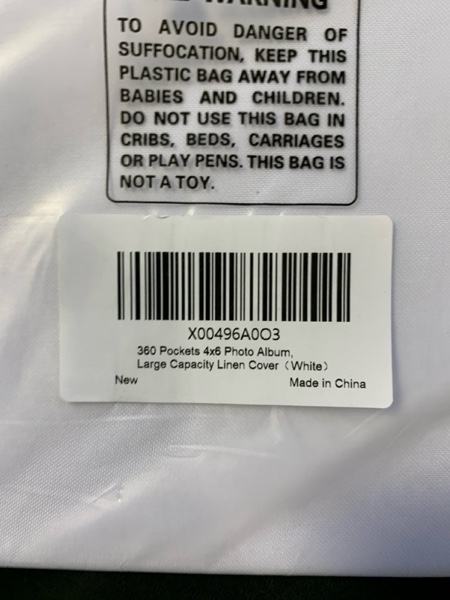 WARNING
TO AVOID DANGER OF
SUFFOCATION, KEEP THIS
PLASTIC BAG AWAY FROM
BABIES AND CHILDREN.
DO NOT USE THIS BAG IN
CRIBS, BEDS, CARRIAGES
OR PLAY PENS. THIS BAG IS
NOT A TOY.
X00496A0O3
360 Pockets 4x6 Photo Album,
Large Capacity Linen Cover（White）
New
Made in China